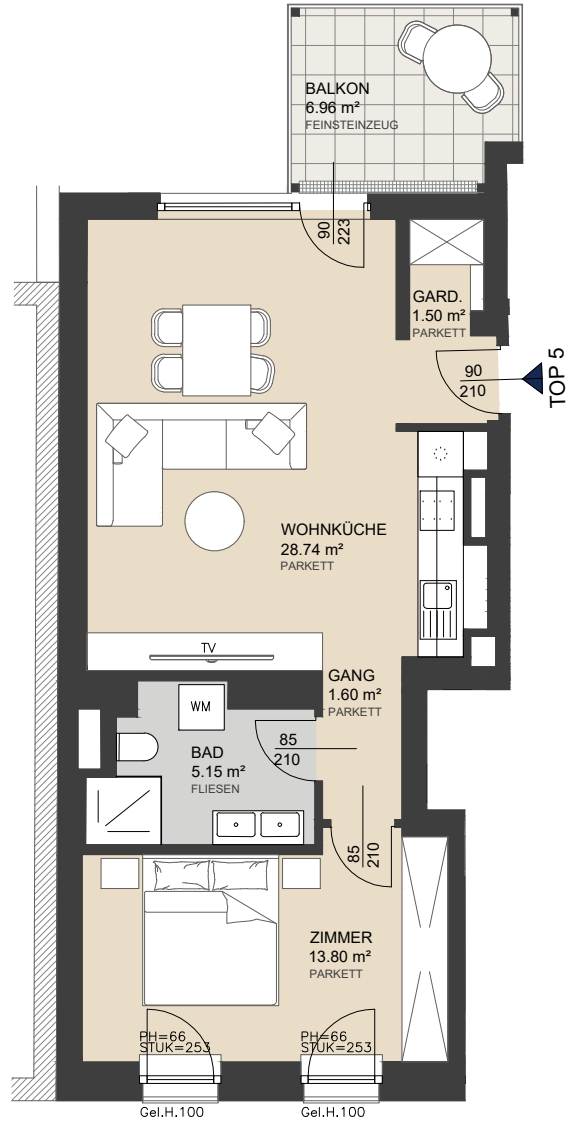 BALKON
6.96 m²
FEINSTEINZEUG
90
223
GARD.
1.50 m²
PARKETT
90
210
TOP 5
WOHNKÜCHE
28.74 m²
PARKETT
TV
GANG
1.60 m²
PARKETT
WM
BAD
5.15 m²
FLIESEN
85
210
85
210
ZIMMER
13.80 m²
PARKETT
PH=66
STUK=253
PH=66
STUK=253
Gel.H.100
Gel.H.100